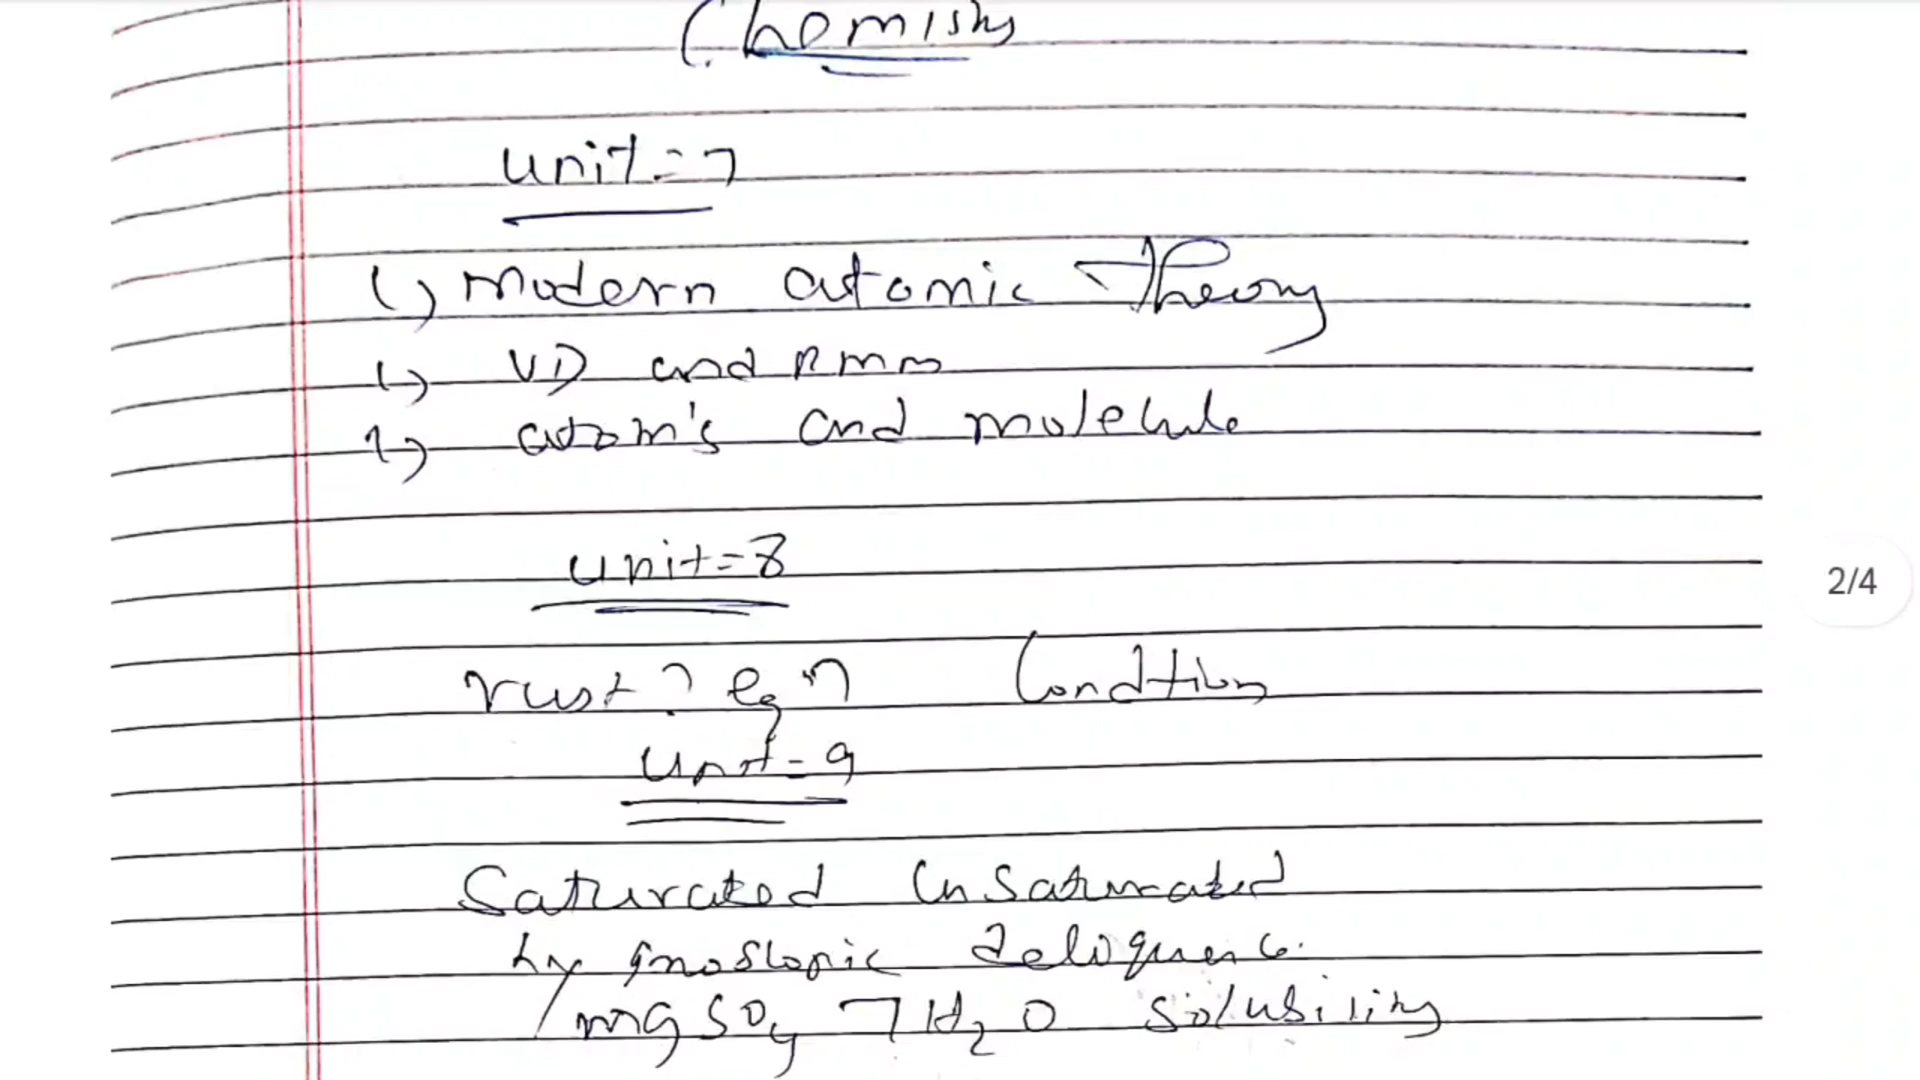 Chemistry
unit = 7
1) modern atomic Theory
1) VD and RMM
1) atom's and molecule
unit = 8
2/4
rust? eqn Condition
unit = 9
Saturated Unsaturated
hygroscopic deliquence
MgSO4 7H2O solubility